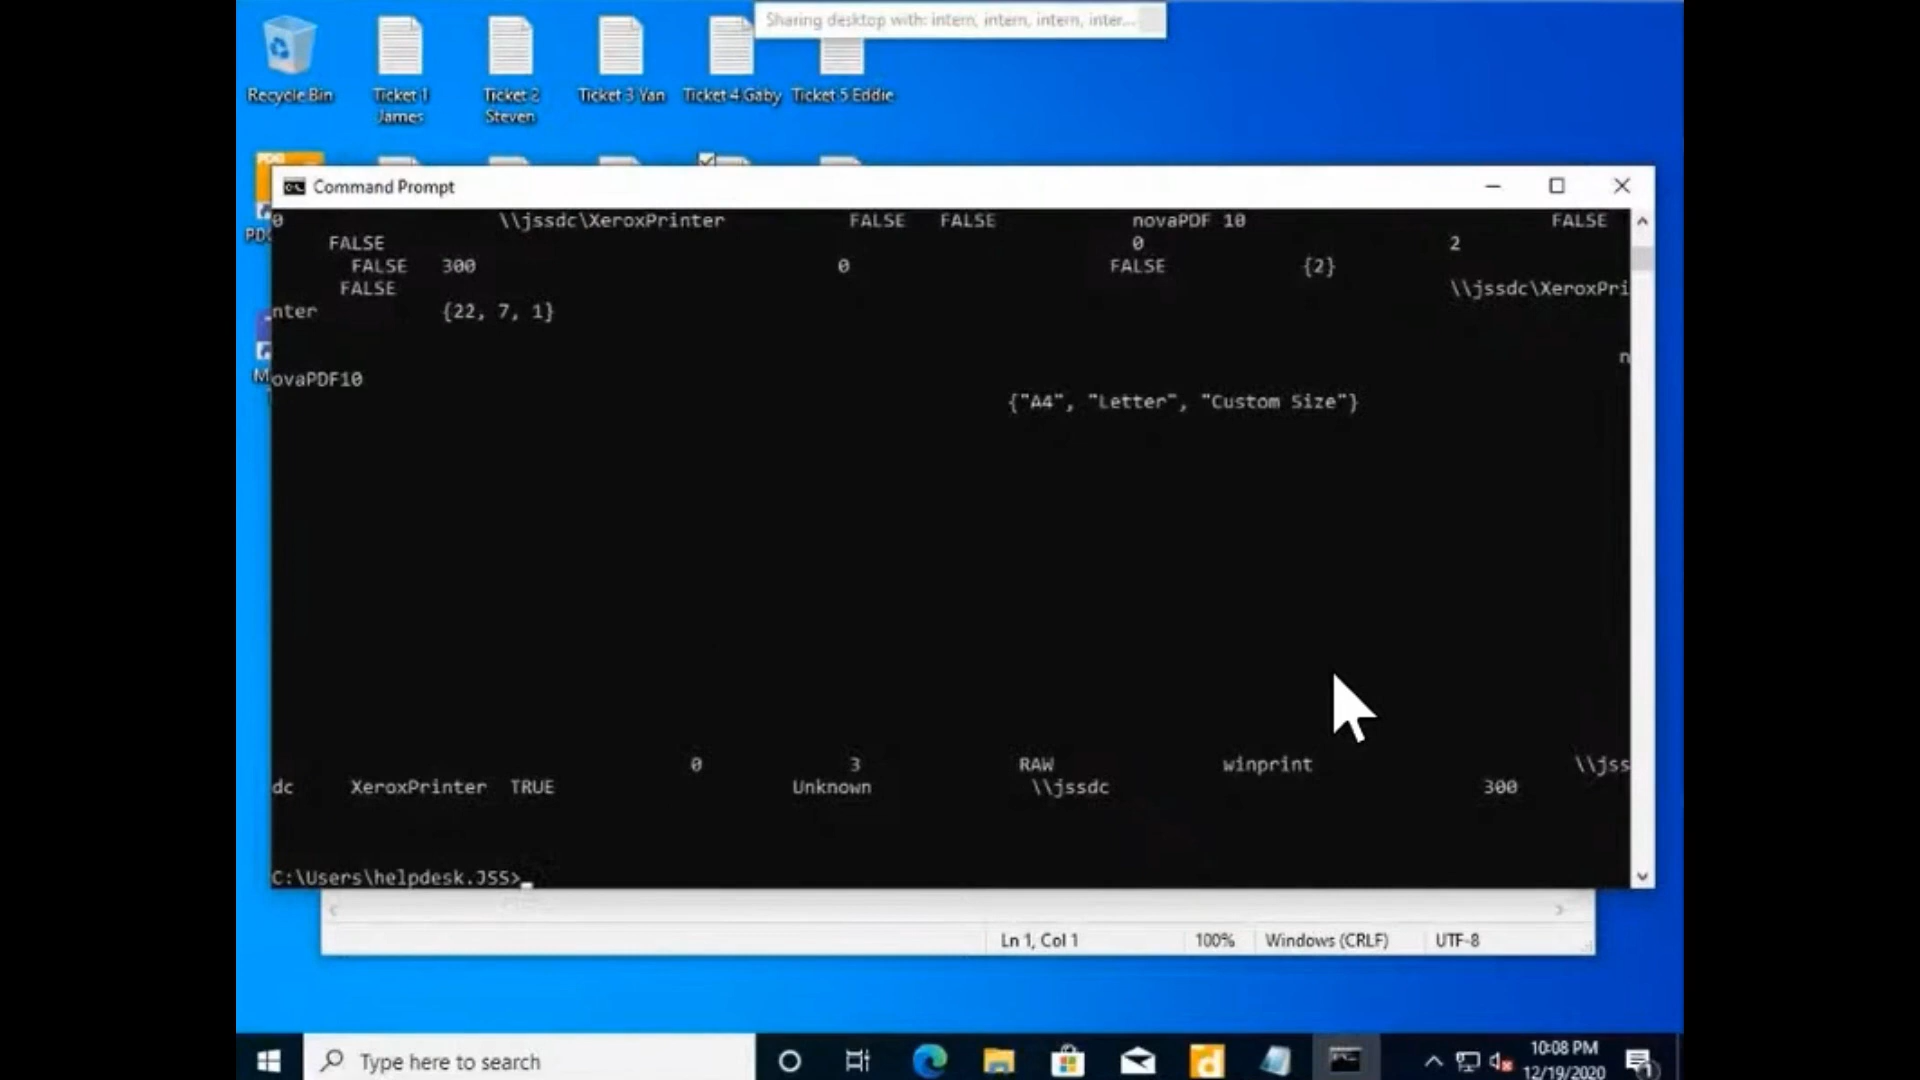 Sharing desktop with: intern, intern, intern, inter...
Recycle Bin
Ticket 1 James
Ticket 2 Steven
Ticket 3 Yan
Ticket 4 Gaby
Ticket 5 Eddie
Command Prompt
0 \\jssdc\XeroxPrinter FALSE FALSE novaPDF 10 FALSE
FALSE 0 2
FALSE 300 0 FALSE {2}
FALSE \\jssdc\XeroxPri
nter {22, 7, 1}
n
ovaPDF10
{"A4", "Letter", "Custom Size"}
0 3 RAW winprint \\jss
dc XeroxPrinter TRUE Unknown \\jssdc 300
C:\Users\helpdesk.JSS>
Ln 1, Col 1 100% Windows (CRLF) UTF-8
Type here to search
10:08 PM
12/19/2020